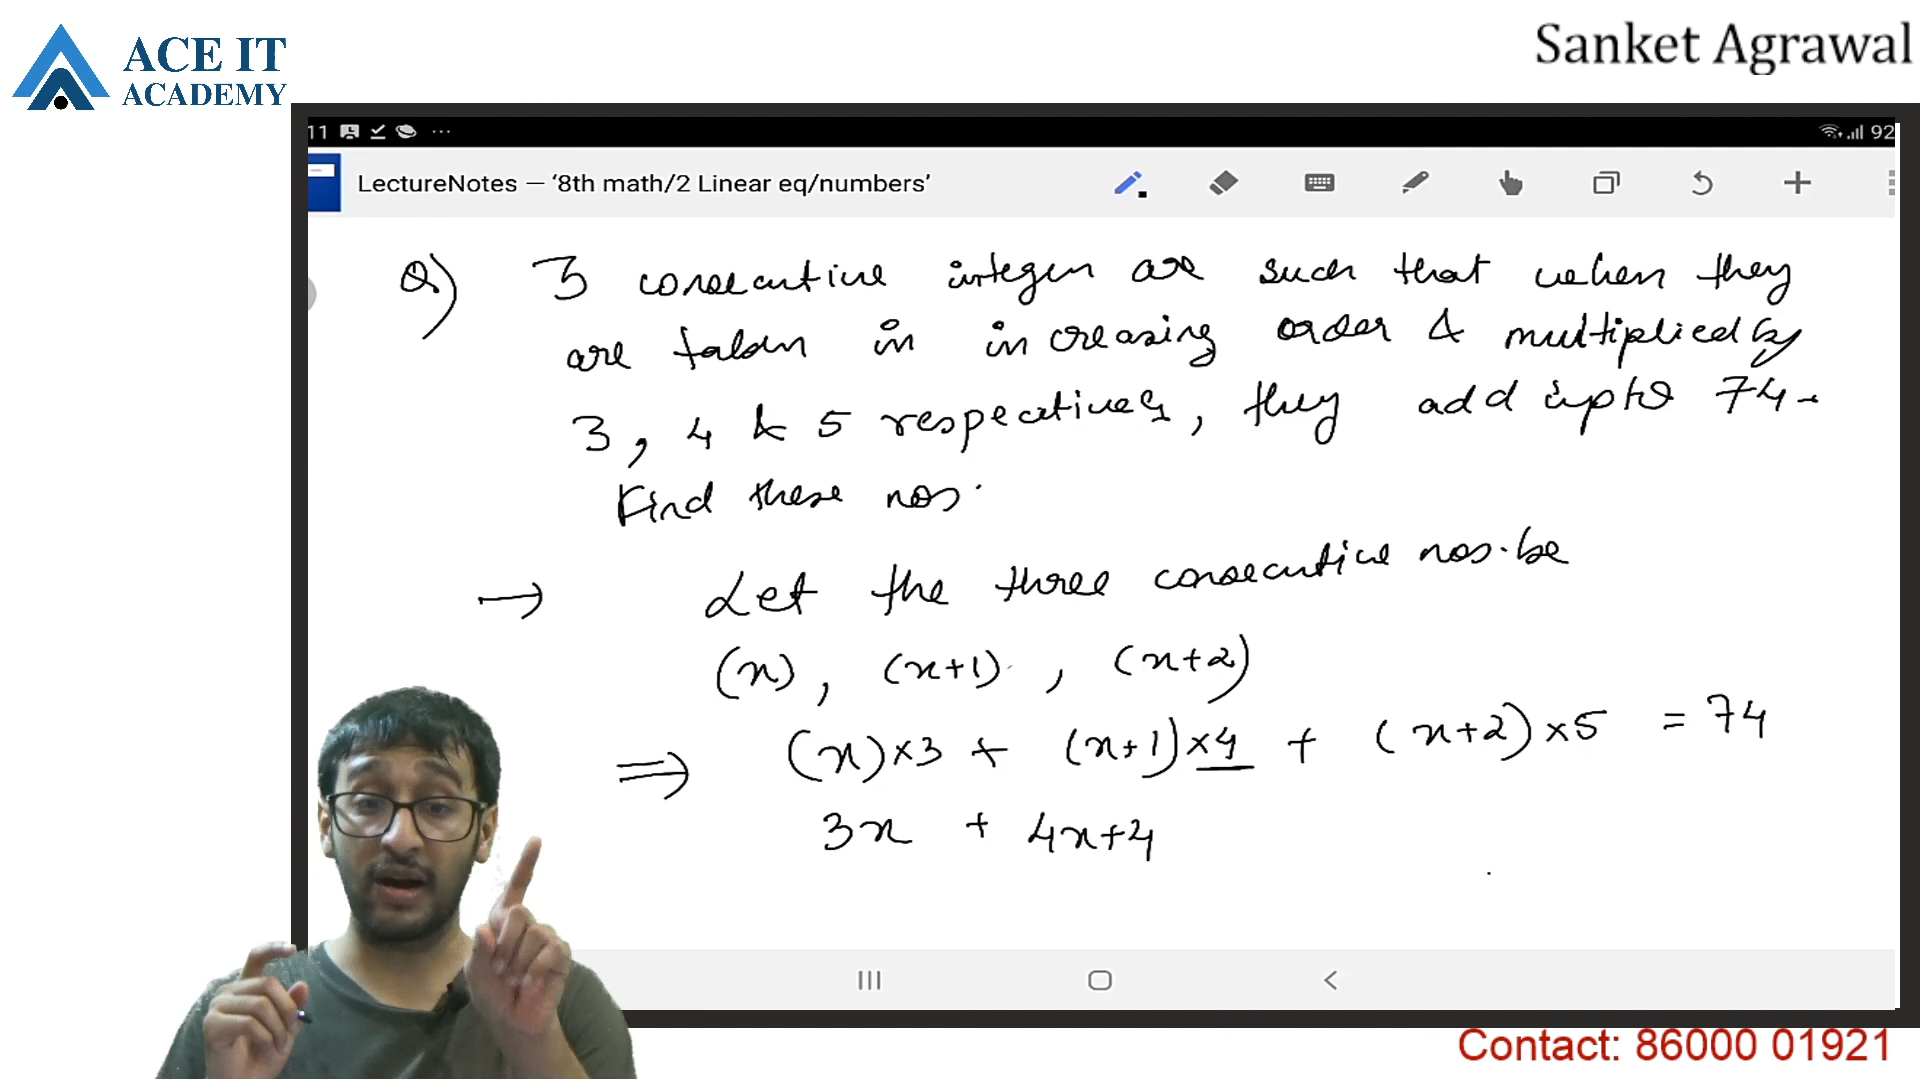 ACE IT
ACADEMY
Sanket Agrawal
11 ...
92
LectureNotes — ‘8th math/2 Linear eq/numbers’
Q) 3 consecutive integers are such that when they
are taken in increasing order & multiplied by
3, 4 & 5 respectively, they add upto 74.
Find these nos.
→ Let the three consecutive nos. be
(x), (x+1), (x+2)
⇒ (x)×3 + (x+1)×4 + (x+2)×5 = 74
3x + 4x+4
Contact: 86000 01921